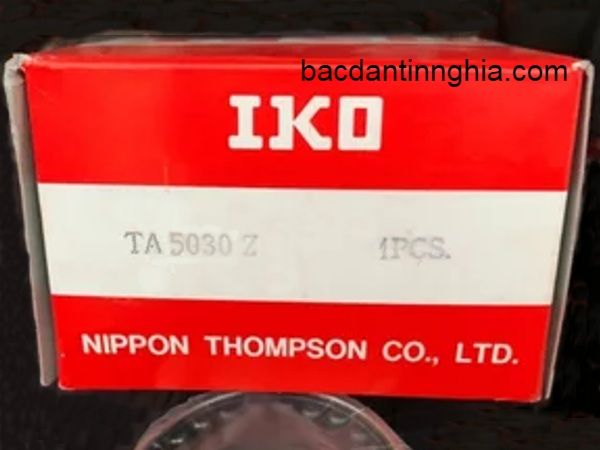 bacdantinnghia.com
IKO
TA 5030 Z 1PCS.
NIPPON THOMPSON CO., LTD.